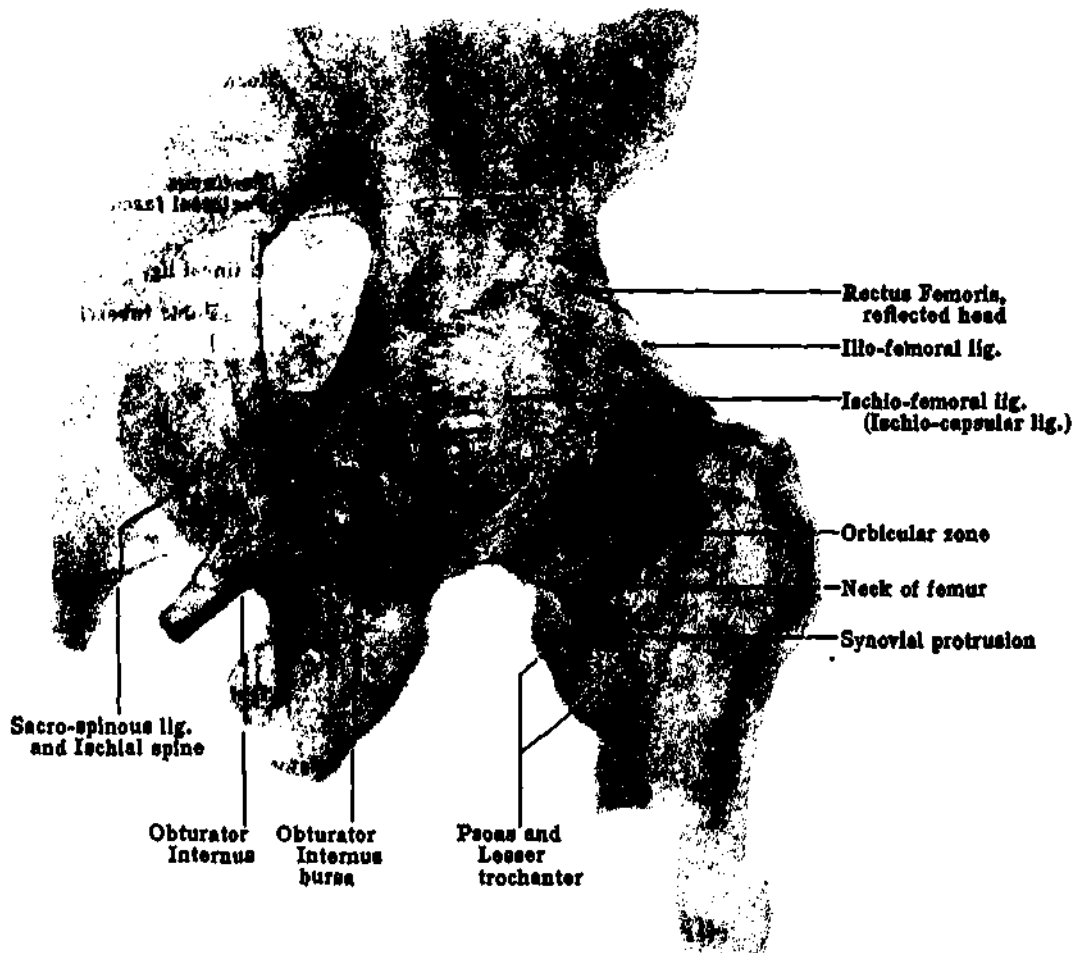 Rectus Femoris,
reflected head
Ilio-femoral lig.
Ischio-femoral lig.
(Ischio-capsular lig.)
Orbicular zone
Neck of femur
Synovial protrusion
Sacro-spinous lig.
and Ischial spine
Obturator
Internus
Obturator
Internus
bursa
Psoas and
Lesser
trochanter